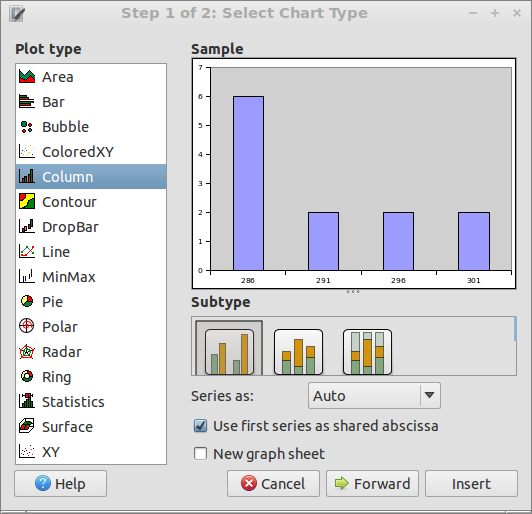 Step 1 of 2: Select Chart Type
Plot type
Area
Bar
Bubble
ColoredXY
Column
Contour
DropBar
Line
MinMax
Pie
Polar
Radar
Ring
Statistics
Surface
XY
Sample
7
6
5
4
3
2
1
0
286 291 296 301
Subtype
Series as: Auto
Use first series as shared abscissa
New graph sheet
Help Cancel Forward Insert